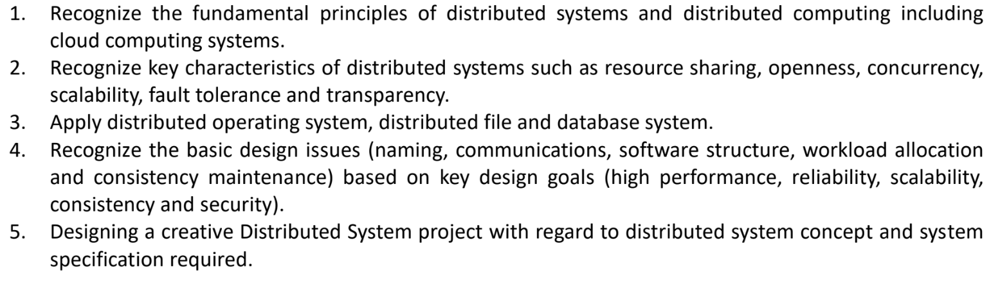 1. Recognize the fundamental principles of distributed systems and distributed computing including
cloud computing systems.
2. Recognize key characteristics of distributed systems such as resource sharing, openness, concurrency,
scalability, fault tolerance and transparency.
3. Apply distributed operating system, distributed file and database system.
4. Recognize the basic design issues (naming, communications, software structure, workload allocation
and consistency maintenance) based on key design goals (high performance, reliability, scalability,
consistency and security).
5. Designing a creative Distributed System project with regard to distributed system concept and system
specification required.